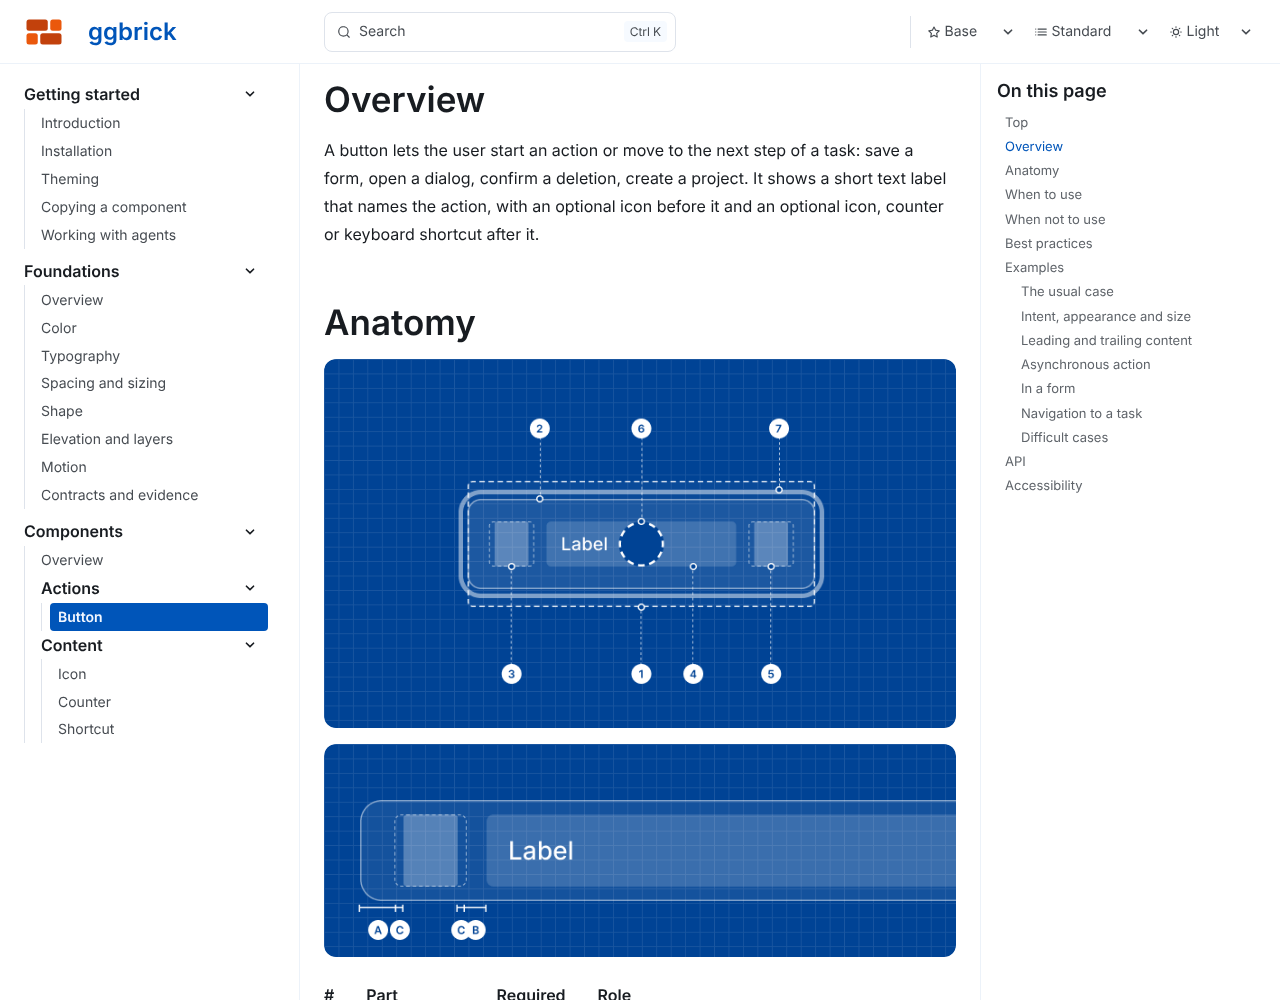 ggbrick
Search
Ctrl K
Base
Standard
Light
Getting started
Introduction
Installation
Theming
Copying a component
Working with agents
Foundations
Overview
Color
Typography
Spacing and sizing
Shape
Elevation and layers
Motion
Contracts and evidence
Components
Overview
Actions
Button
Content
Icon
Counter
Shortcut
Overview
A button lets the user start an action or move to the next step of a task: save a
form, open a dialog, confirm a deletion, create a project. It shows a short text label
that names the action, with an optional icon before it and an optional icon, counter
or keyboard shortcut after it.
Anatomy
2 6 7
Label
3 1 4 5
Label
A C C B
# Part Required Role
On this page
Top
Overview
Anatomy
When to use
When not to use
Best practices
Examples
The usual case
Intent, appearance and size
Leading and trailing content
Asynchronous action
In a form
Navigation to a task
Difficult cases
API
Accessibility